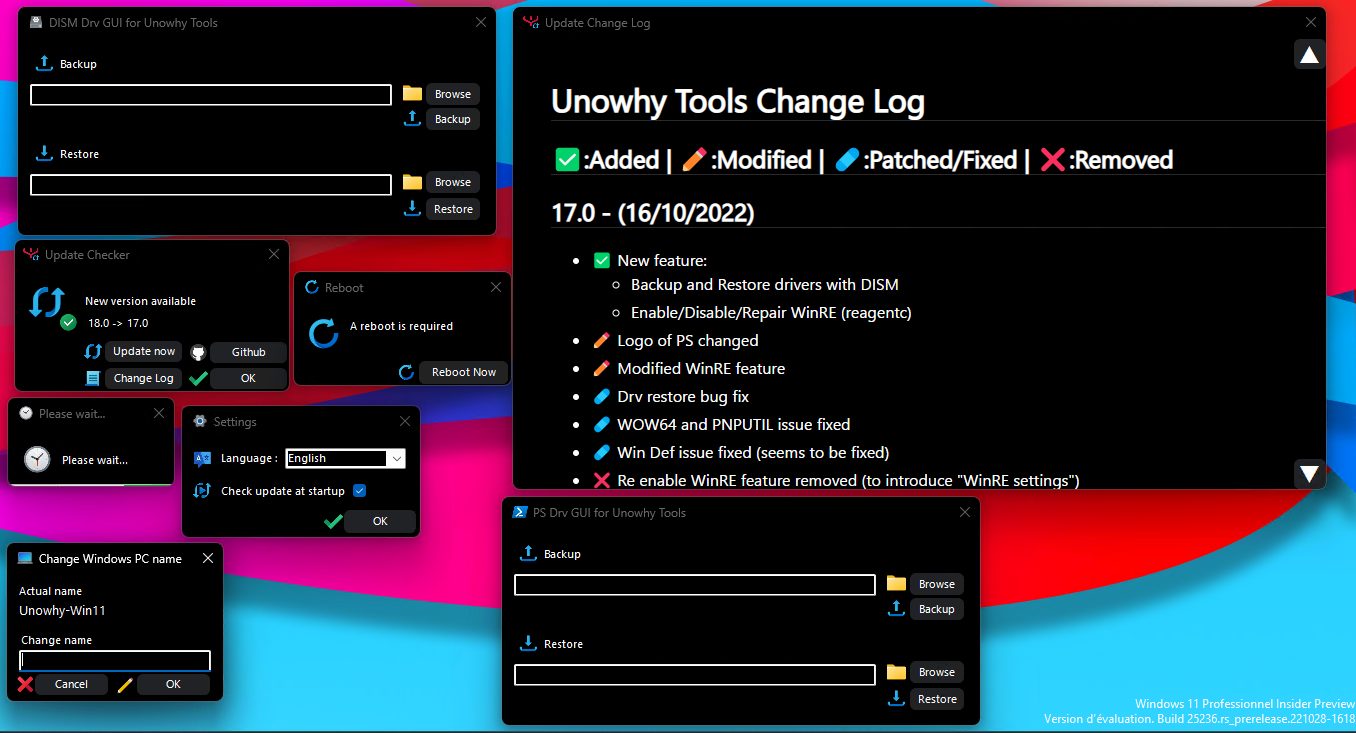 DISM Drv GUI for Unowhy Tools
Backup
Browse
Backup
Restore
Browse
Restore
Update Change Log
Unowhy Tools Change Log
:Added | :Modified | :Patched/Fixed | :Removed
17.0 - (16/10/2022)
New feature:
Backup and Restore drivers with DISM
Enable/Disable/Repair WinRE (reagentc)
Logo of PS changed
Modified WinRE feature
Drv restore bug fix
WOW64 and PNPUTIL issue fixed
Win Def issue fixed (seems to be fixed)
Re enable WinRE feature removed (to introduce "WinRE settings")
Update Checker
New version available
18.0 -> 17.0
Update now
Github
Change Log
OK
Reboot
A reboot is required
Reboot Now
Please wait...
Please wait...
Settings
Language :
English
Check update at startup
OK
PS Drv GUI for Unowhy Tools
Backup
Browse
Backup
Restore
Browse
Restore
Change Windows PC name
Actual name
Unowhy-Win11
Change name
Cancel
OK
Windows 11 Professionnel Insider Preview
Version d'évaluation. Build 25236.rs_prerelease.221028-1618